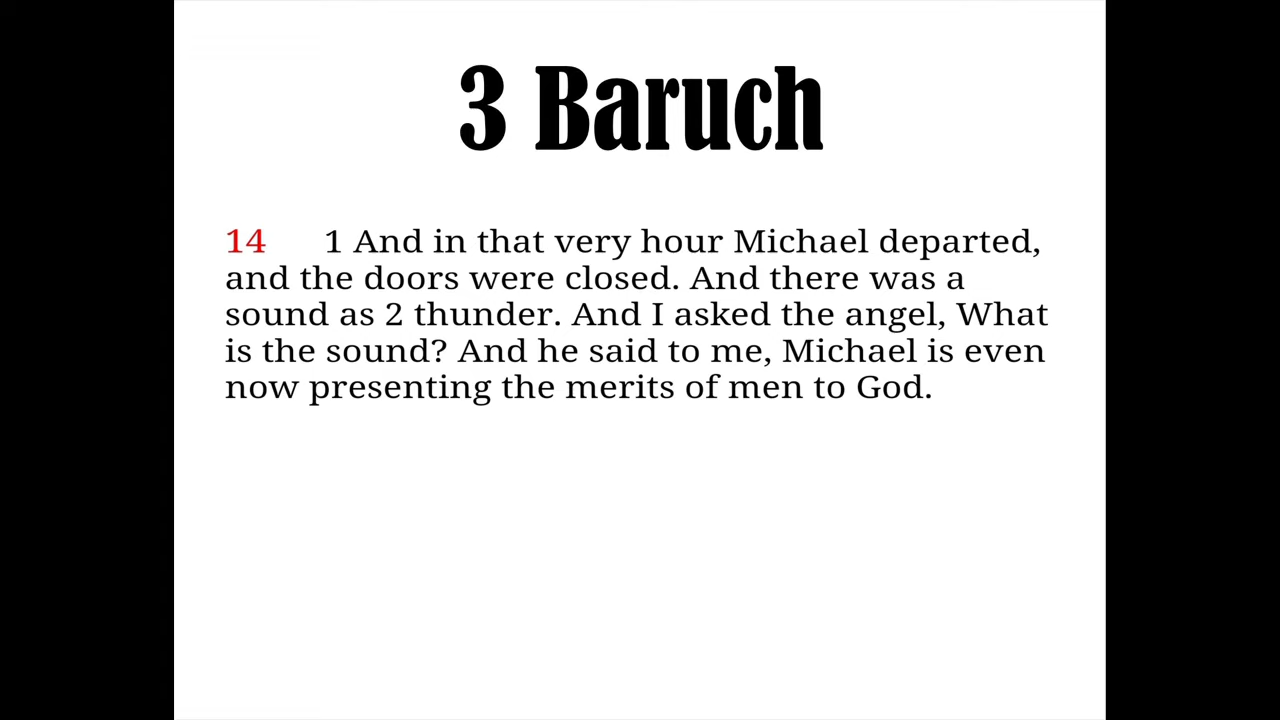 3 Baruch
14 1 And in that very hour Michael departed,
and the doors were closed. And there was a
sound as 2 thunder. And I asked the angel, What
is the sound? And he said to me, Michael is even
now presenting the merits of men to God.